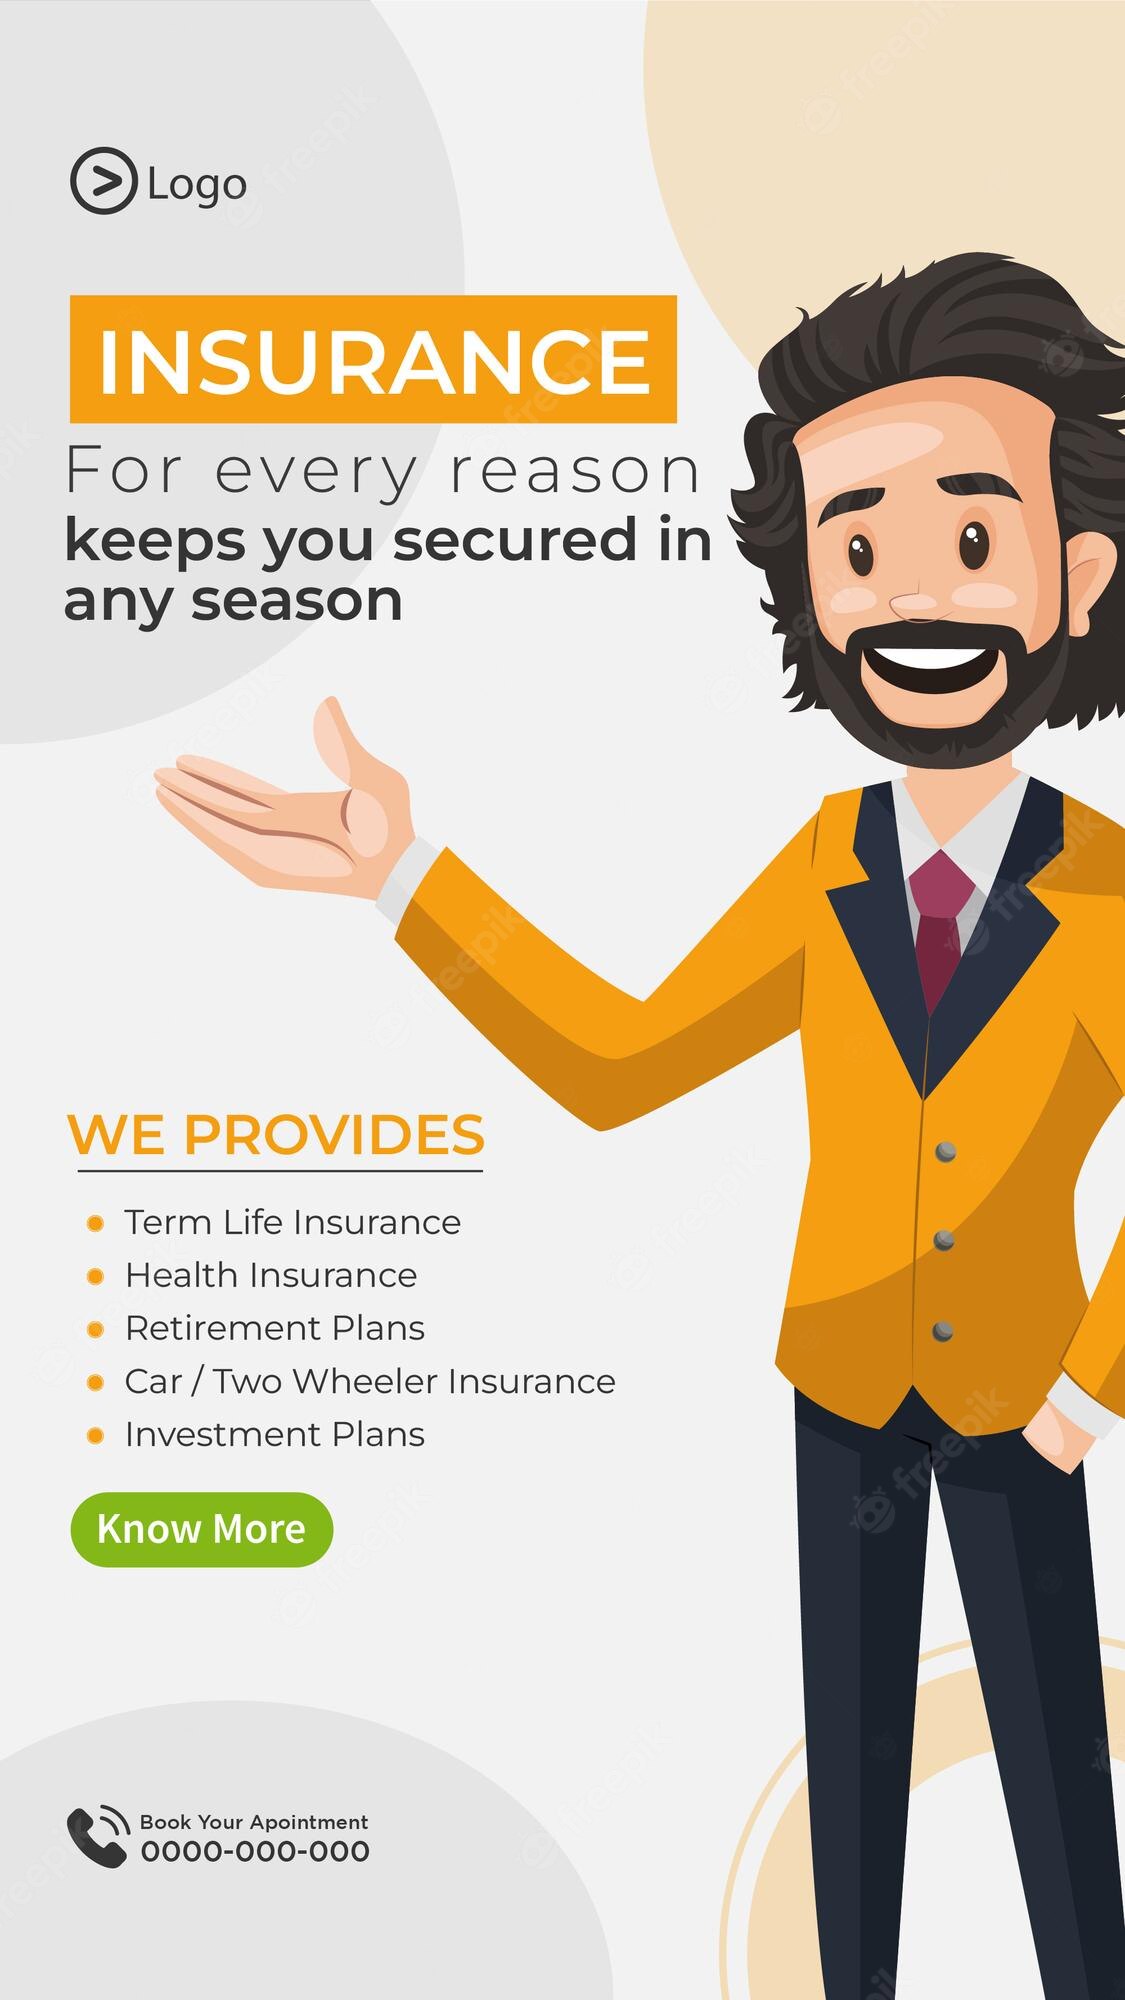 Logo
INSURANCE
For every reason
keeps you secured in
any season
WE PROVIDES
Term Life Insurance
Health Insurance
Retirement Plans
Car / Two Wheeler Insurance
Investment Plans
Know More
Book Your Apointment
0000-000-000
freepik